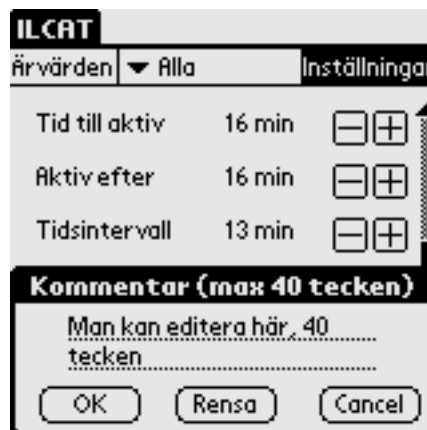 ILCAT
Ärvärden Alla Inställningar
Tid till aktiv 16 min
Aktiv efter 16 min
Tidsintervall 13 min
Kommentar (max 40 tecken)
Man kan editera här, 40
tecken
OK Rensa Cancel